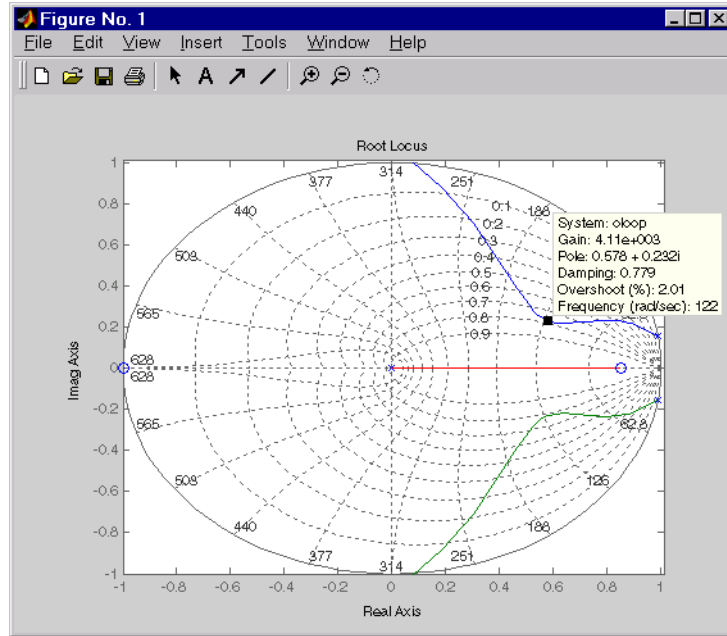 Figure No. 1
File Edit View Insert Tools Window Help
A
Root Locus
1
0.8
0.6
0.4
0.2
0
-0.2
-0.4
-0.6
-0.8
-1
Imag Axis
314
377
251
440
188
503
565
628
628
565
503
440
377
314
251
188
126
62.8
0.1
0.2
0.3
0.4
0.5
0.6
0.7
0.8
0.9
System: oloop
Gain: 4.11e+003
Pole: 0.578 + 0.232i
Damping: 0.779
Overshoot (%): 2.01
Frequency (rad/sec): 122
-1 -0.8 -0.6 -0.4 -0.2 0 0.2 0.4 0.6 0.8 1
Real Axis